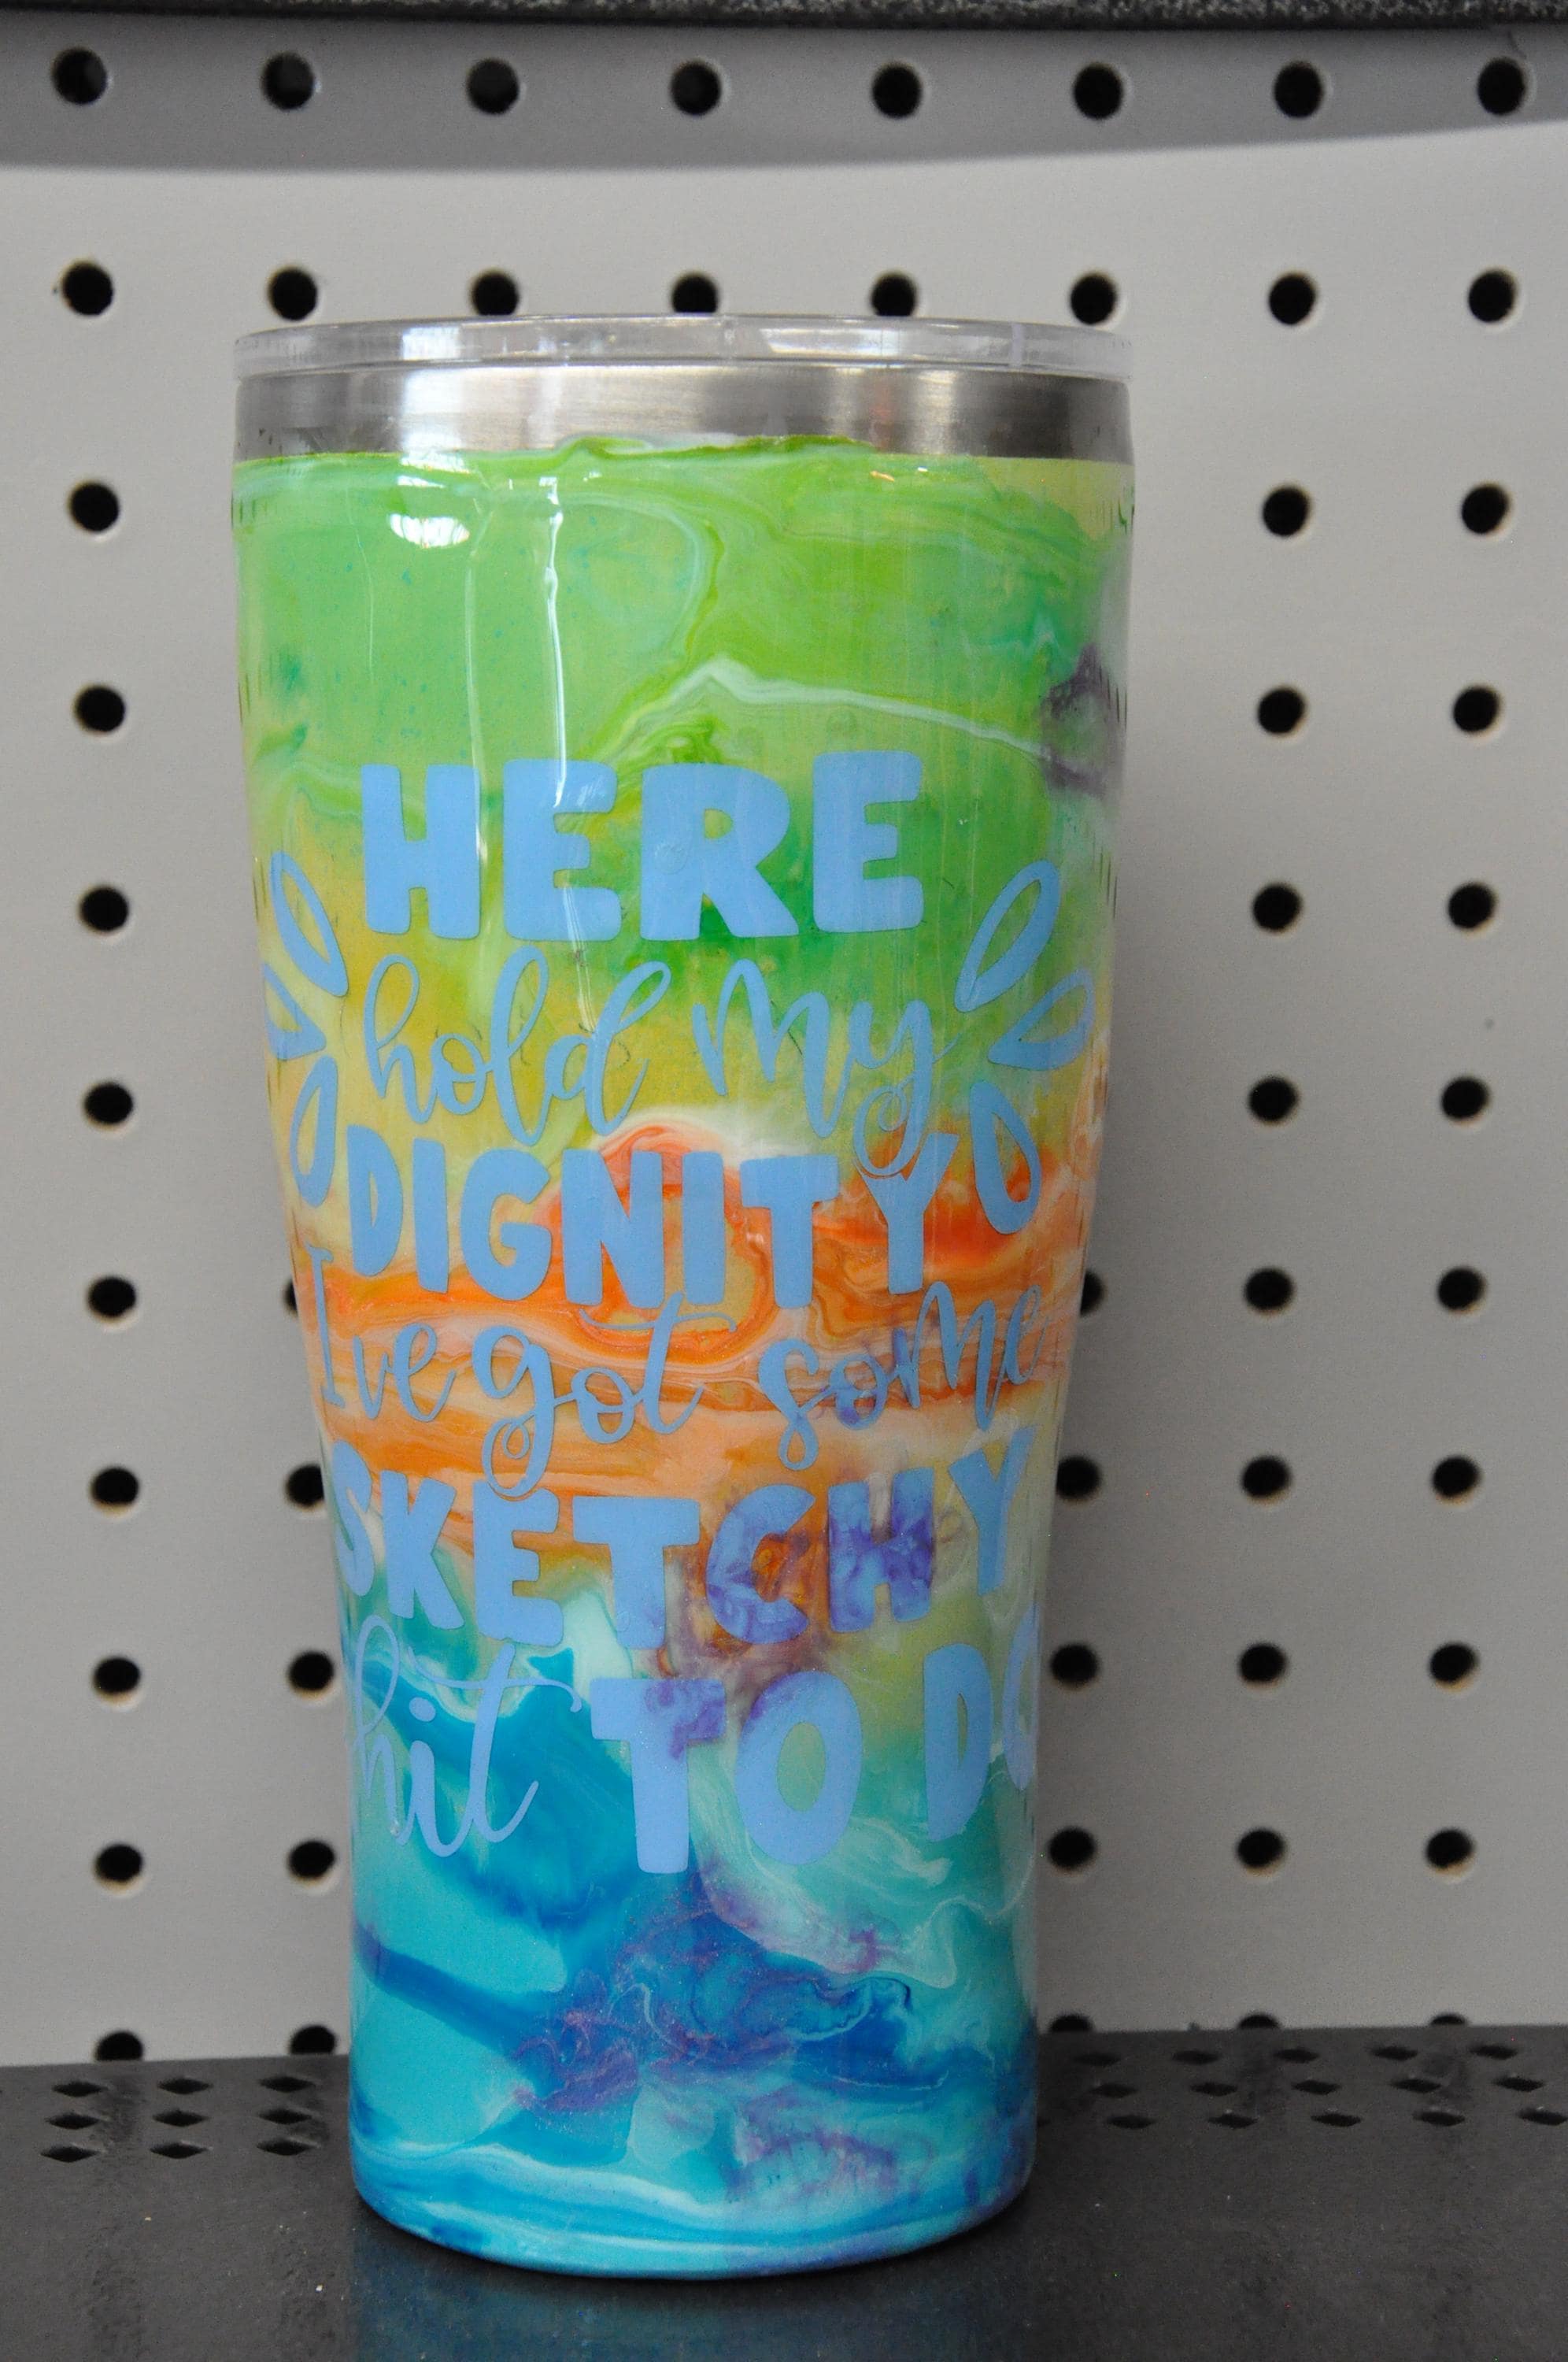 HERE
hold my
DIGNITY
I've got some
SKETCHY
hit TO DO